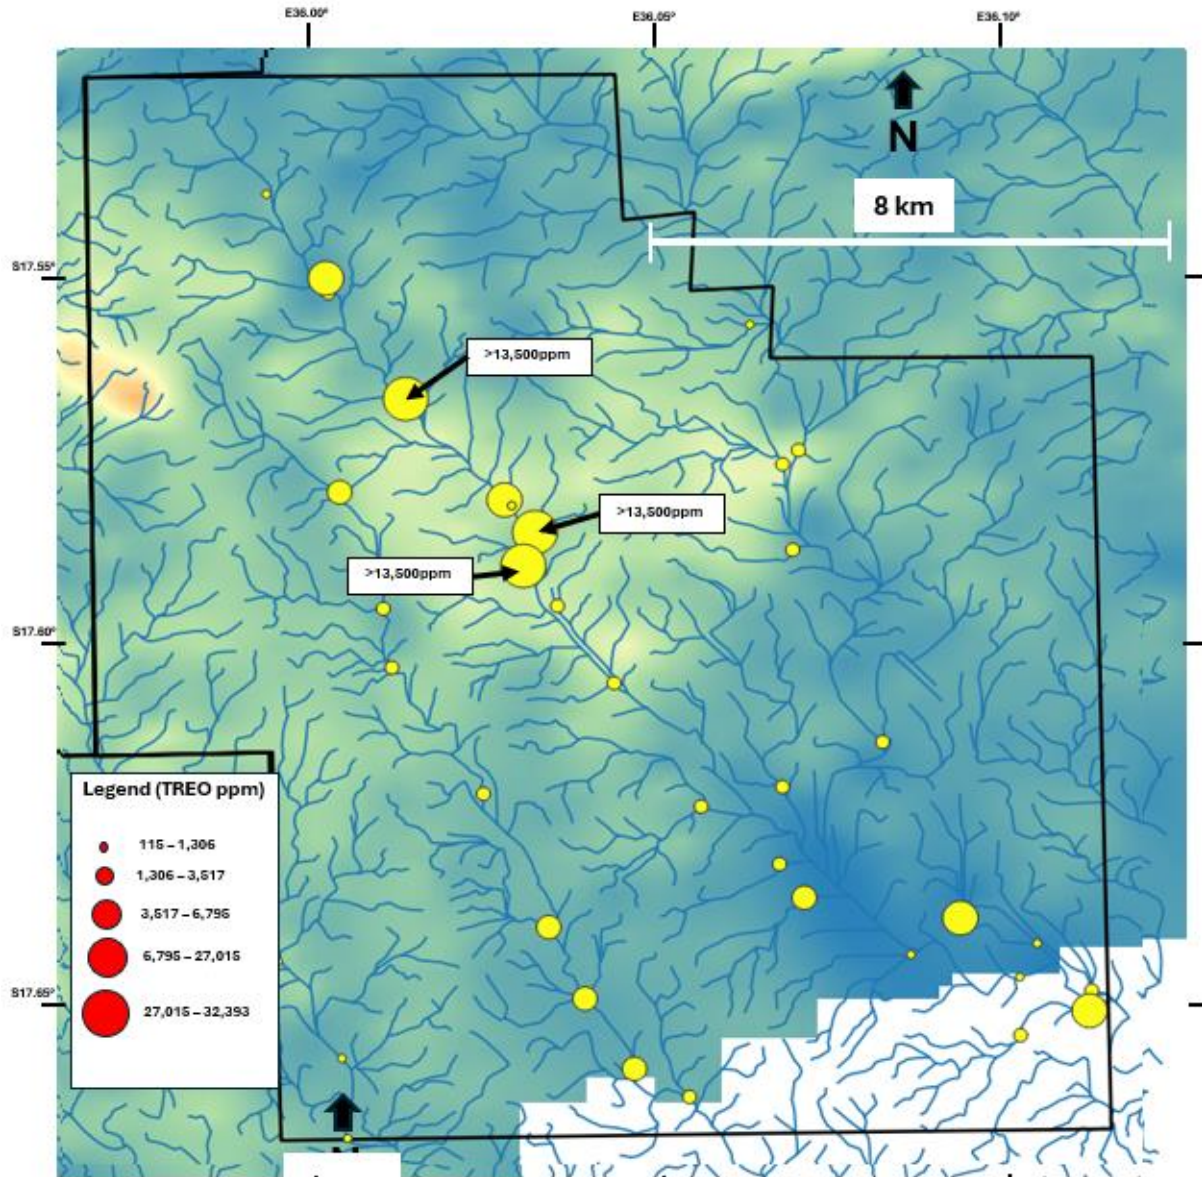 E36.00°
E36.05°
E36.10°
N
8 km
S17.55°
>13,500ppm
>13,500ppm
>13,500ppm
S17.60°
Legend (TREO ppm)
115 – 1,306
1,306 – 3,517
3,517 – 6,795
6,795 – 27,015
27,015 – 32,393
S17.65°